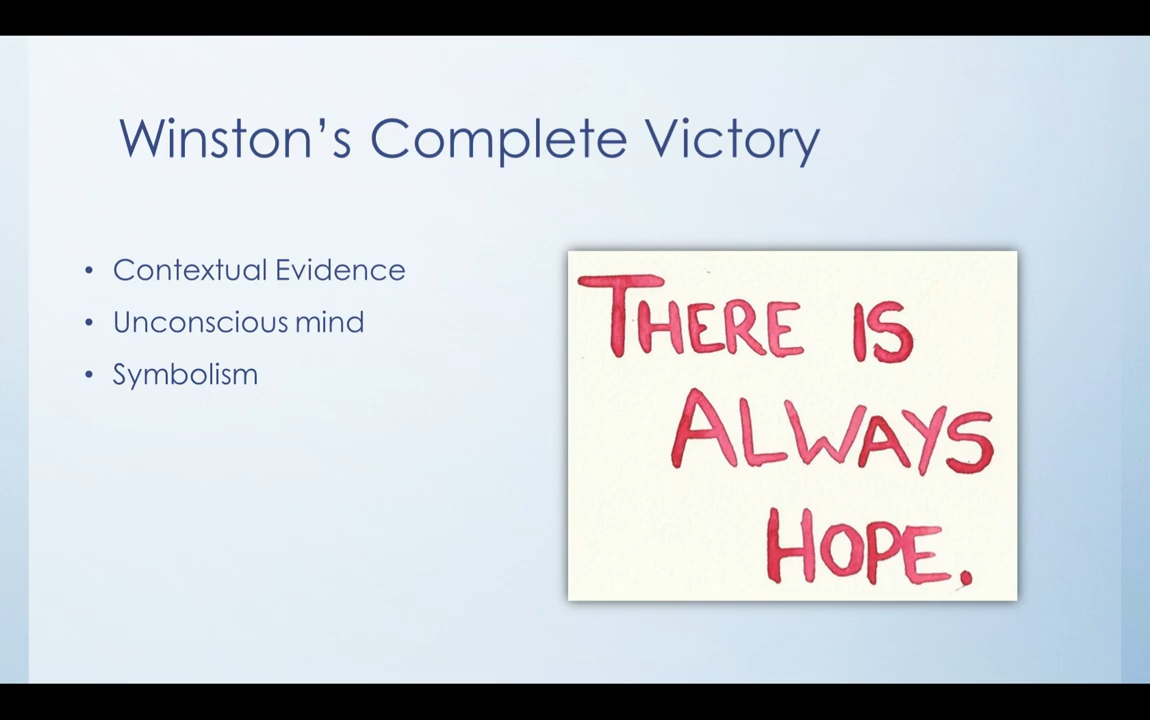 Winston’s Complete Victory
• Contextual Evidence
• Unconscious mind
• Symbolism
THERE IS
ALWAYS
HOPE.